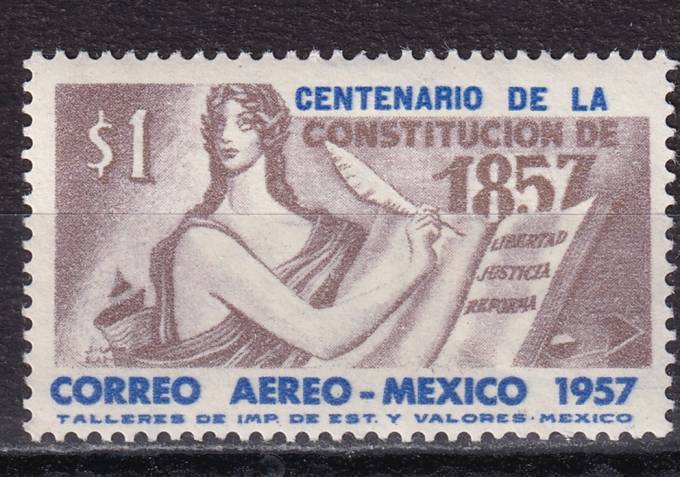 CENTENARIO DE LA
$1
CONSTITUCION DE
1857
LIBERTAD
JUSTICIA
REFORMA
CORREO AEREO - MEXICO 1957
TALLERES DE IMP. DE EST. Y VALORES · MEXICO